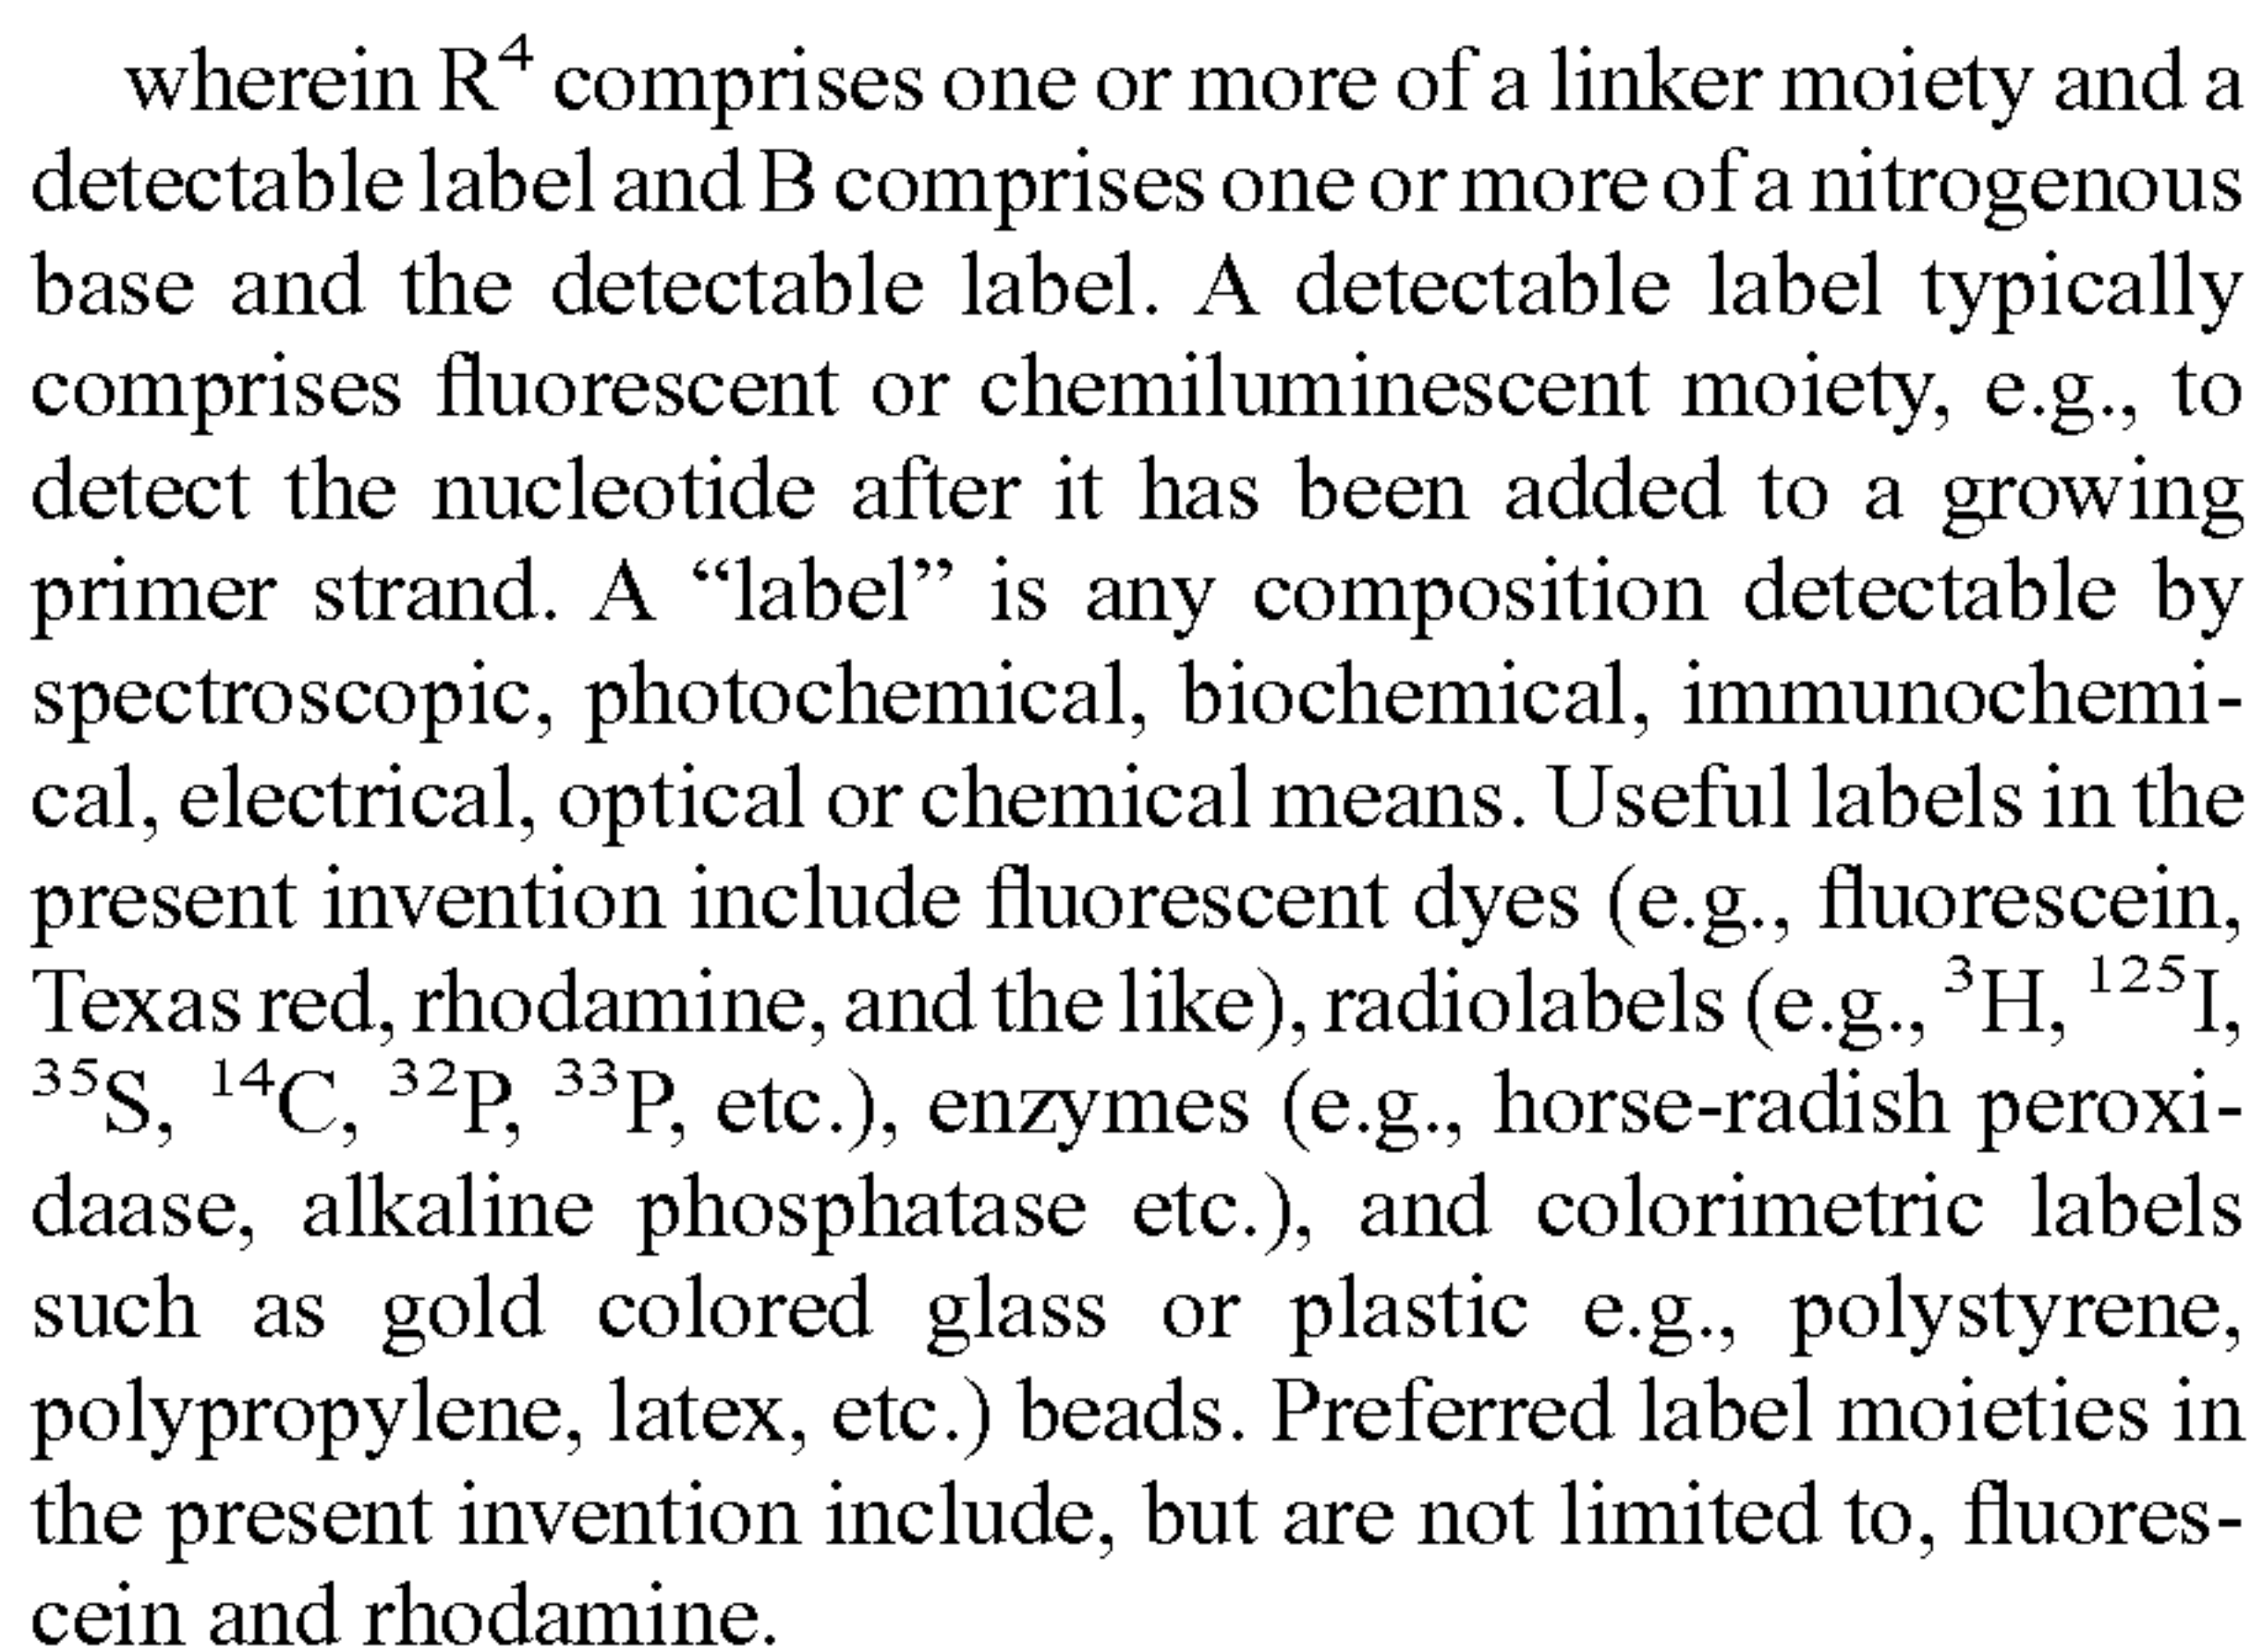 wherein R⁴ comprises one or more of a linker moiety and a
detectable label and B comprises one or more of a nitrogenous
base and the detectable label. A detectable label typically
comprises fluorescent or chemiluminescent moiety, e.g., to
detect the nucleotide after it has been added to a growing
primer strand. A “label” is any composition detectable by
spectroscopic, photochemical, biochemical, immunochemi-
cal, electrical, optical or chemical means. Useful labels in the
present invention include fluorescent dyes (e.g., fluorescein,
Texas red, rhodamine, and the like), radiolabels (e.g., ³H, ¹²⁵I,
³⁵S, ¹⁴C, ³²P, ³³P, etc.), enzymes (e.g., horse-radish peroxi-
daase, alkaline phosphatase etc.), and colorimetric labels
such as gold colored glass or plastic e.g., polystyrene,
polypropylene, latex, etc.) beads. Preferred label moieties in
the present invention include, but are not limited to, fluores-
cein and rhodamine.